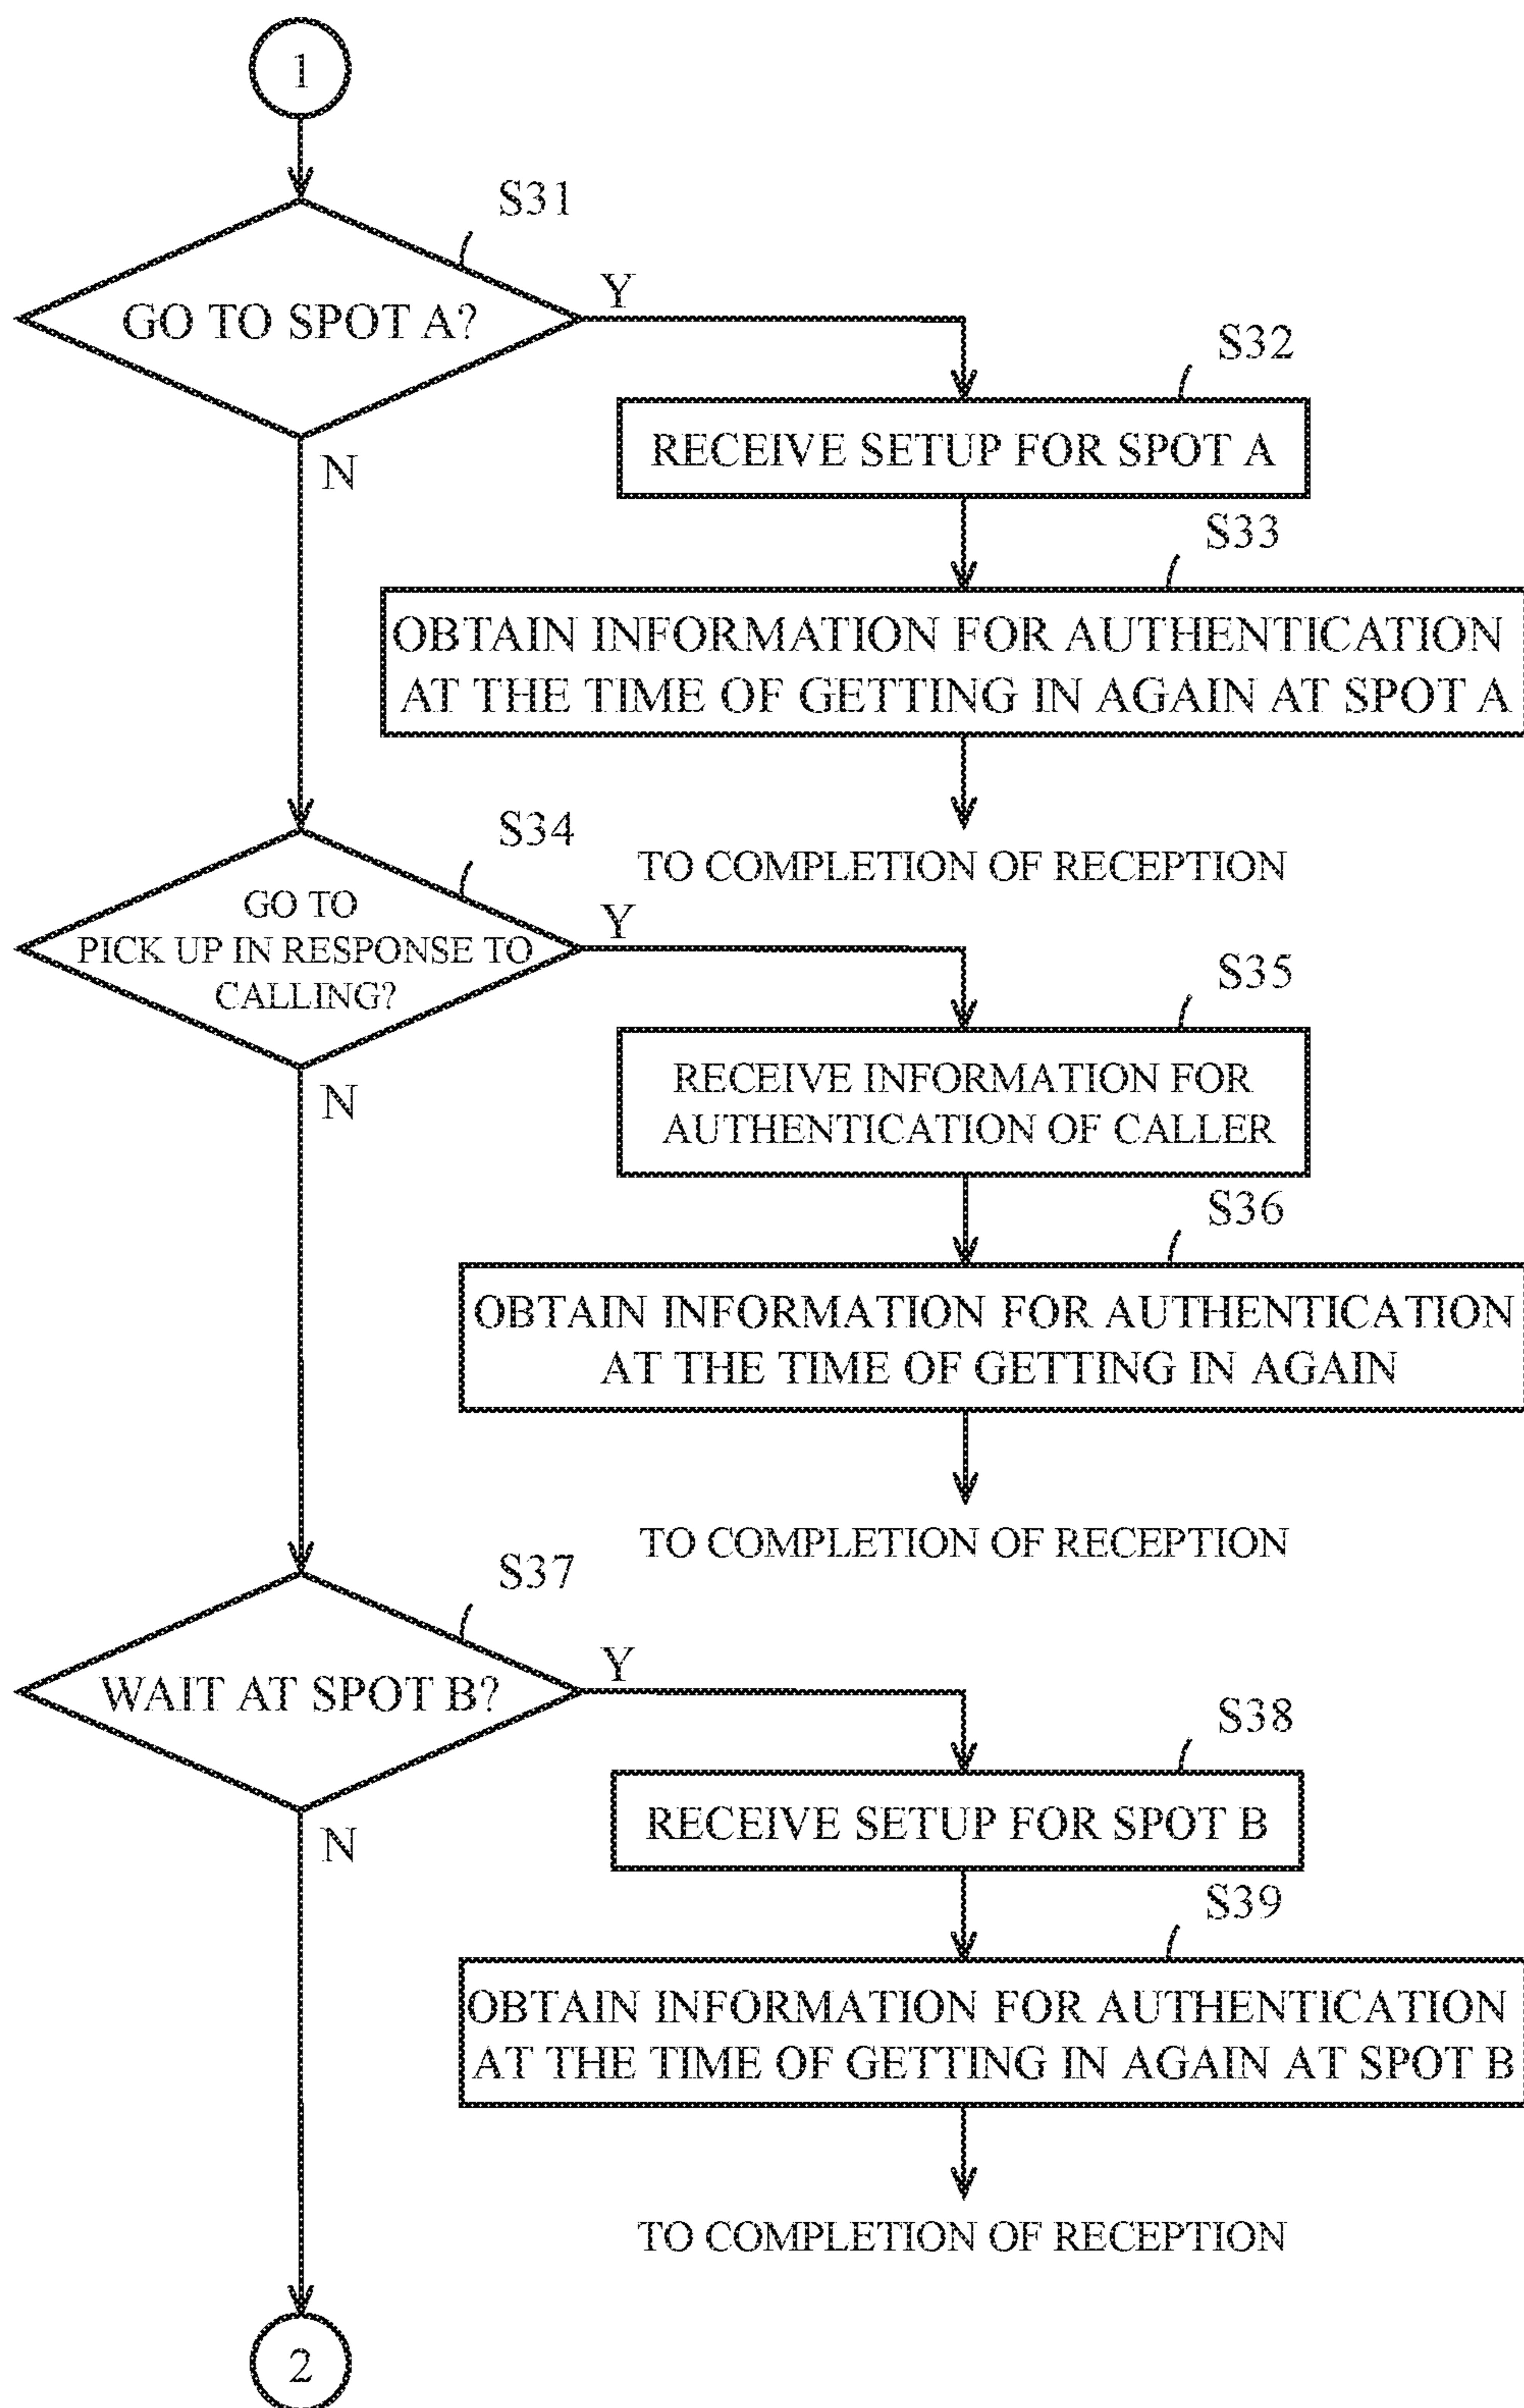 1
S31
GO TO SPOT A?
Y
N
S32
RECEIVE SETUP FOR SPOT A
S33
OBTAIN INFORMATION FOR AUTHENTICATION
AT THE TIME OF GETTING IN AGAIN AT SPOT A
TO COMPLETION OF RECEPTION
S34
GO TO
PICK UP IN RESPONSE TO
CALLING?
Y
N
S35
RECEIVE INFORMATION FOR
AUTHENTICATION OF CALLER
S36
OBTAIN INFORMATION FOR AUTHENTICATION
AT THE TIME OF GETTING IN AGAIN
TO COMPLETION OF RECEPTION
S37
WAIT AT SPOT B?
Y
N
S38
RECEIVE SETUP FOR SPOT B
S39
OBTAIN INFORMATION FOR AUTHENTICATION
AT THE TIME OF GETTING IN AGAIN AT SPOT B
TO COMPLETION OF RECEPTION
2